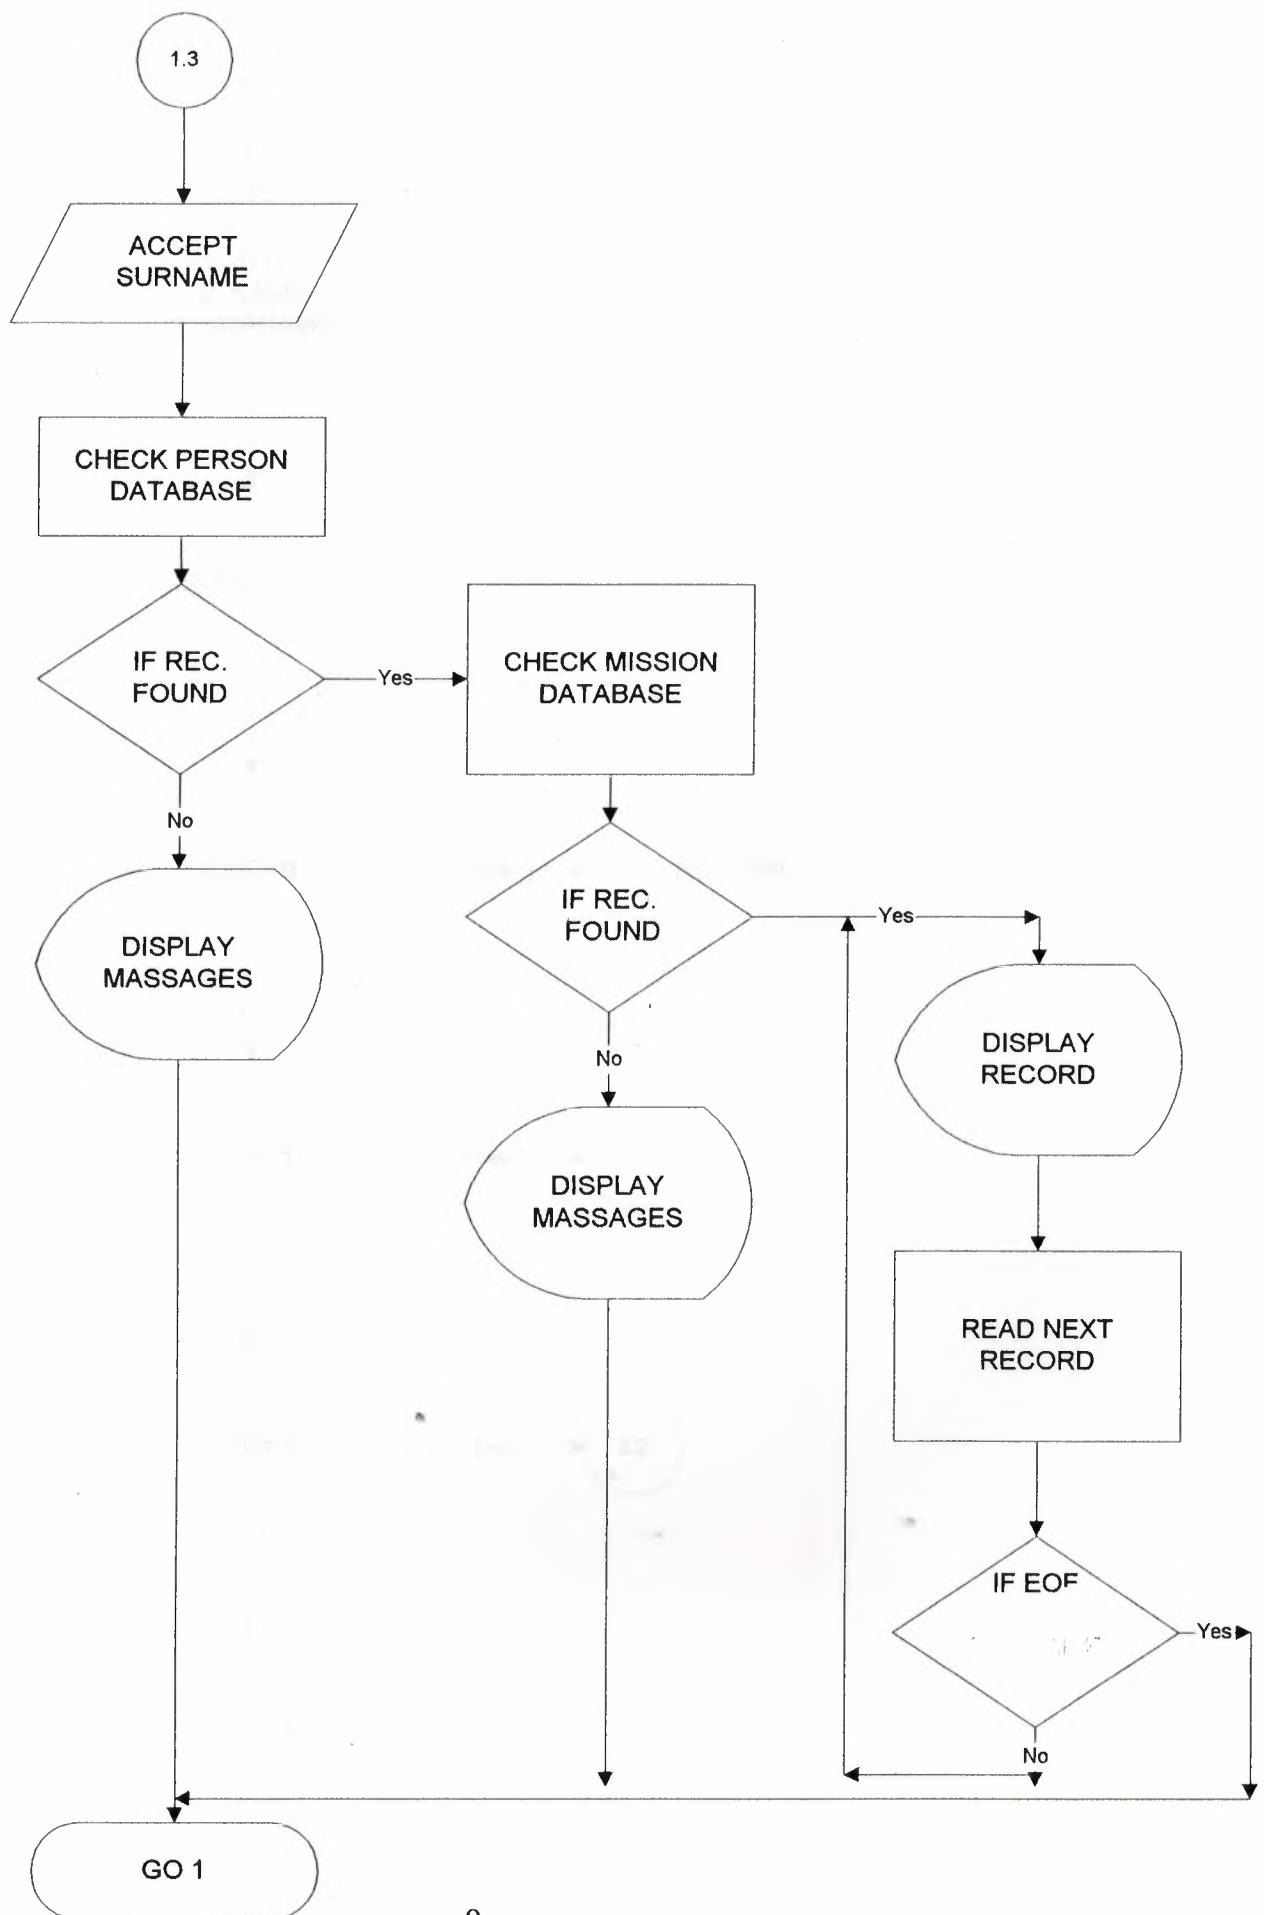 1.3
ACCEPT
SURNAME
CHECK PERSON
DATABASE
IF REC.
FOUND
Yes
CHECK MISSION
DATABASE
No
IF REC.
FOUND
Yes
DISPLAY
MASSAGES
DISPLAY
RECORD
No
DISPLAY
MASSAGES
READ NEXT
RECORD
IF EOF
Yes
No
GO 1